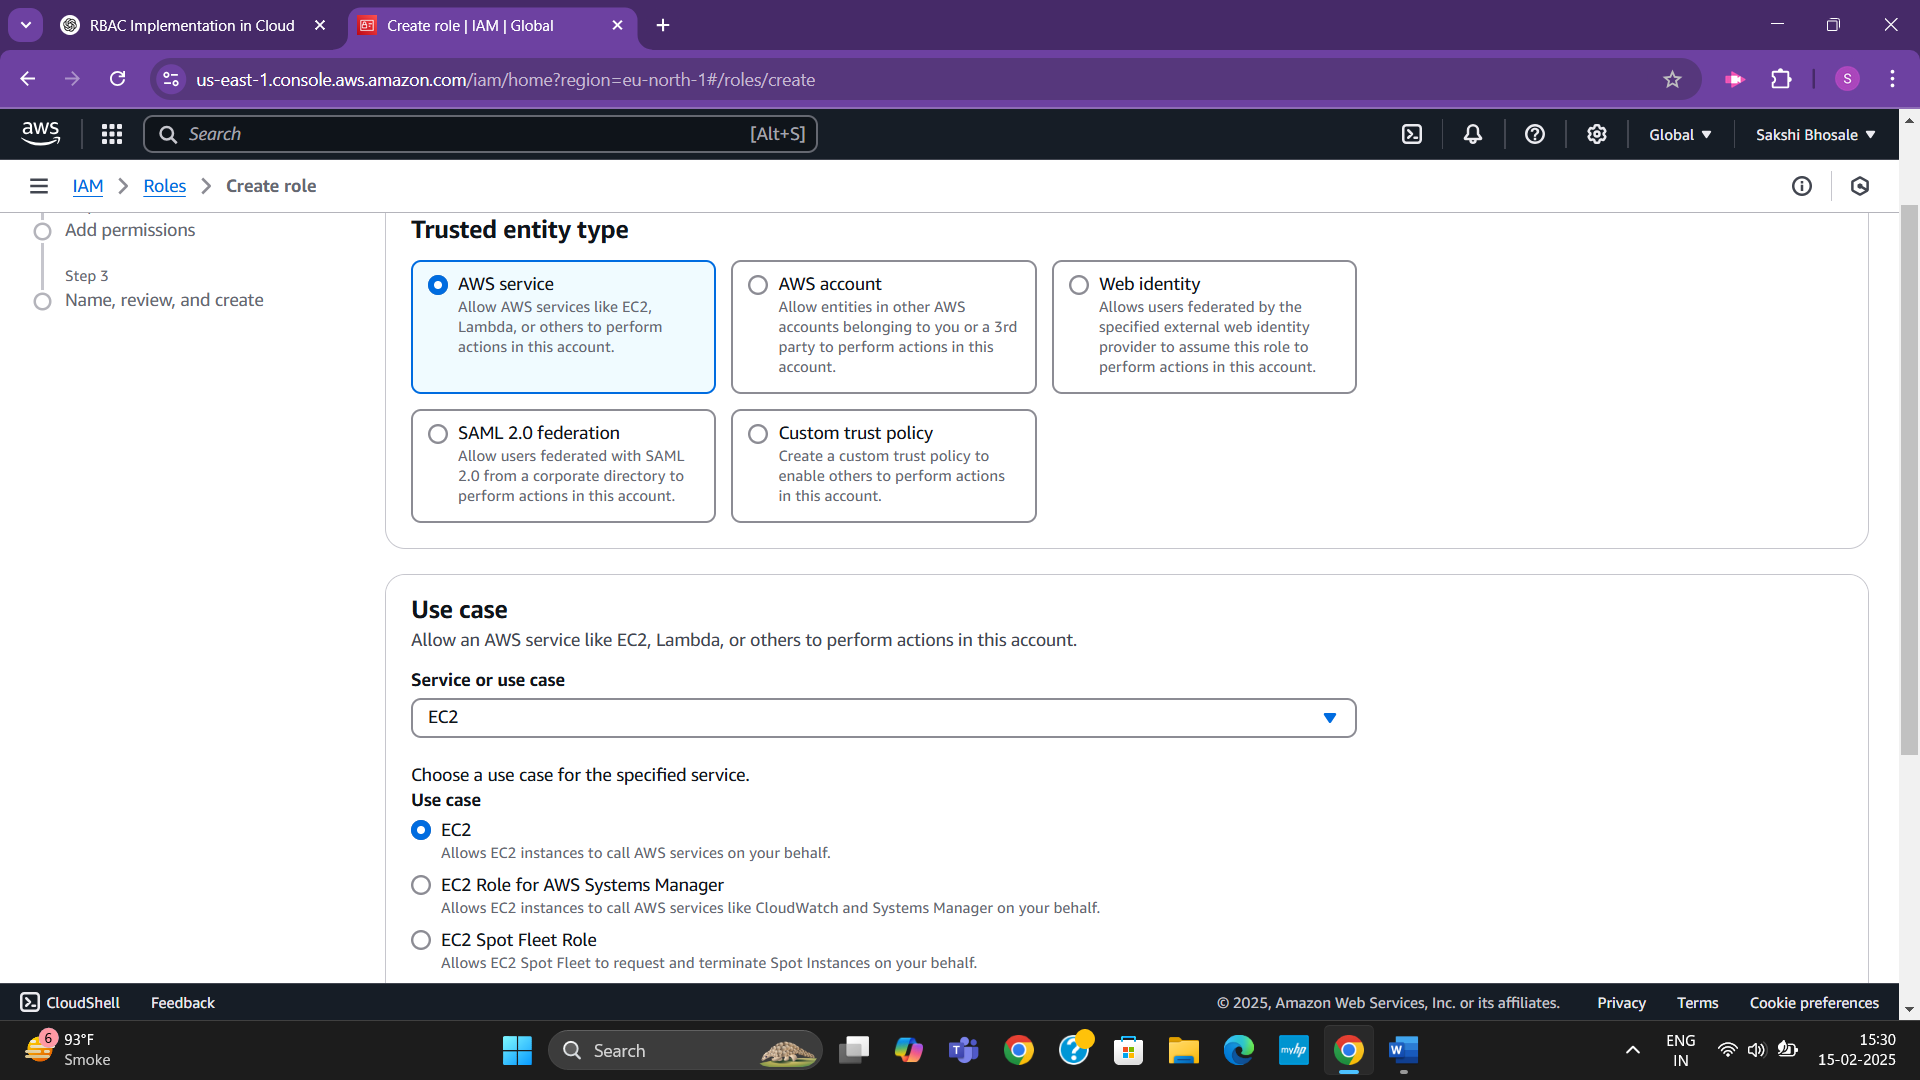 RBAC Implementation in Cloud
Create role | IAM | Global
us-east-1.console.aws.amazon.com/iam/home?region=eu-north-1#/roles/create
S
aws
Search
[Alt+S]
Global
Sakshi Bhosale
IAM
Roles
Create role
Add permissions
Step 3
Name, review, and create
Trusted entity type
AWS service
Allow AWS services like EC2,
Lambda, or others to perform
actions in this account.
AWS account
Allow entities in other AWS
accounts belonging to you or a 3rd
party to perform actions in this
account.
Web identity
Allows users federated by the
specified external web identity
provider to assume this role to
perform actions in this account.
SAML 2.0 federation
Allow users federated with SAML
2.0 from a corporate directory to
perform actions in this account.
Custom trust policy
Create a custom trust policy to
enable others to perform actions
in this account.
Use case
Allow an AWS service like EC2, Lambda, or others to perform actions in this account.
Service or use case
EC2
Choose a use case for the specified service.
Use case
EC2
Allows EC2 instances to call AWS services on your behalf.
EC2 Role for AWS Systems Manager
Allows EC2 instances to call AWS services like CloudWatch and Systems Manager on your behalf.
EC2 Spot Fleet Role
Allows EC2 Spot Fleet to request and terminate Spot Instances on your behalf.
CloudShell
Feedback
© 2025, Amazon Web Services, Inc. or its affiliates.
Privacy
Terms
Cookie preferences
6
93°F
Smoke
Search
myhp
ENG
IN
15:30
15-02-2025